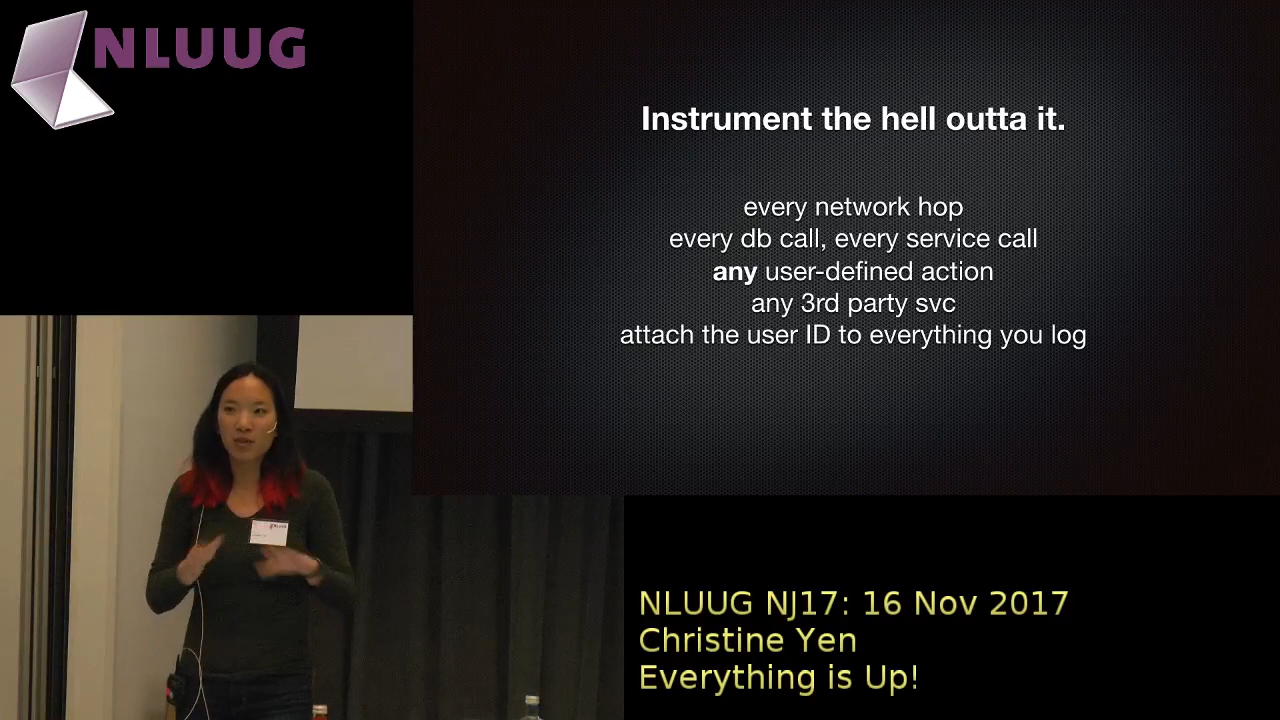 NLUUG
Instrument the hell outta it.
every network hop
every db call, every service call
any user-defined action
any 3rd party svc
attach the user ID to everything you log
NLUUG NJ17: 16 Nov 2017
Christine Yen
Everything is Up!